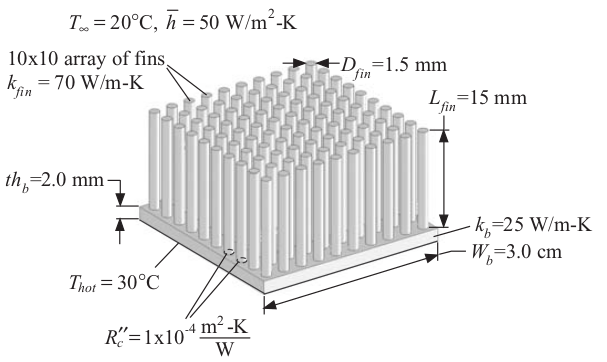 T∞ = 20°C, h̅ = 50 W/m²-K
10x10 array of fins
k_fin = 70 W/m-K
D_fin=1.5 mm
L_fin=15 mm
th_b=2.0 mm
k_b=25 W/m-K
W_b=3.0 cm
T_hot = 30°C
R″_c=1x10⁻⁴ m²-K/W